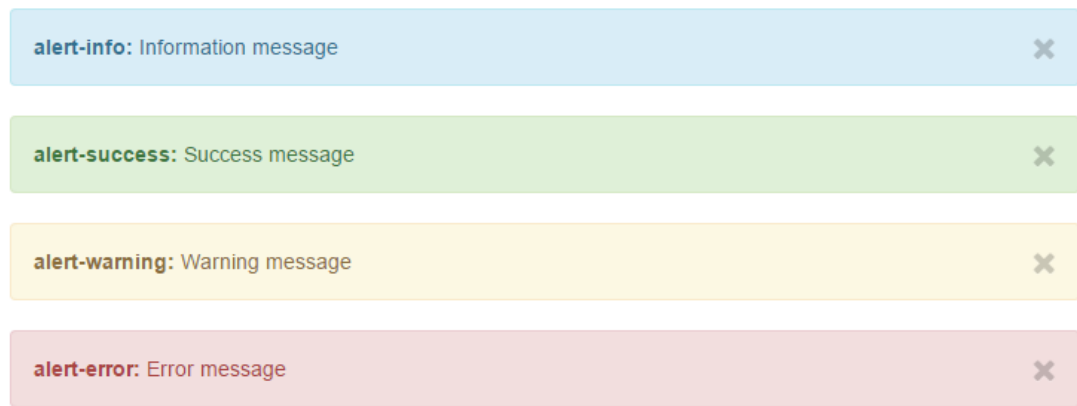 alert-info: Information message
alert-success: Success message
alert-warning: Warning message
alert-error: Error message